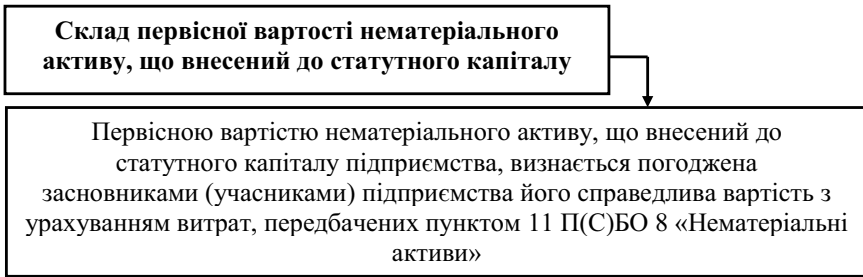 Склад первісної вартості нематеріального
активу, що внесений до статутного капіталу
Первісною вартістю нематеріального активу, що внесений до
статутного капіталу підприємства, визнається погоджена
засновниками (учасниками) підприємства його справедлива вартість з
урахуванням витрат, передбачених пунктом 11 П(С)БО 8 «Нематеріальні
активи»